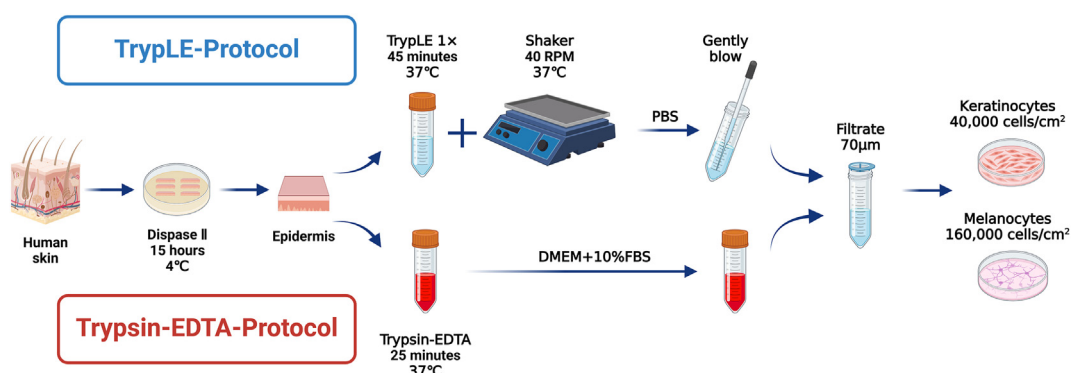 TrypLE-Protocol
TrypLE 1×
45 minutes
37℃
Shaker
40 RPM
37℃
PBS
Gently
blow
Human
skin
Dispase Ⅱ
15 hours
4℃
Epidermis
Filtrate
70μm
Keratinocytes
40,000 cells/cm²
Melanocytes
160,000 cells/cm²
DMEM+10%FBS
Trypsin-EDTA-Protocol
Trypsin-EDTA
25 minutes
37℃